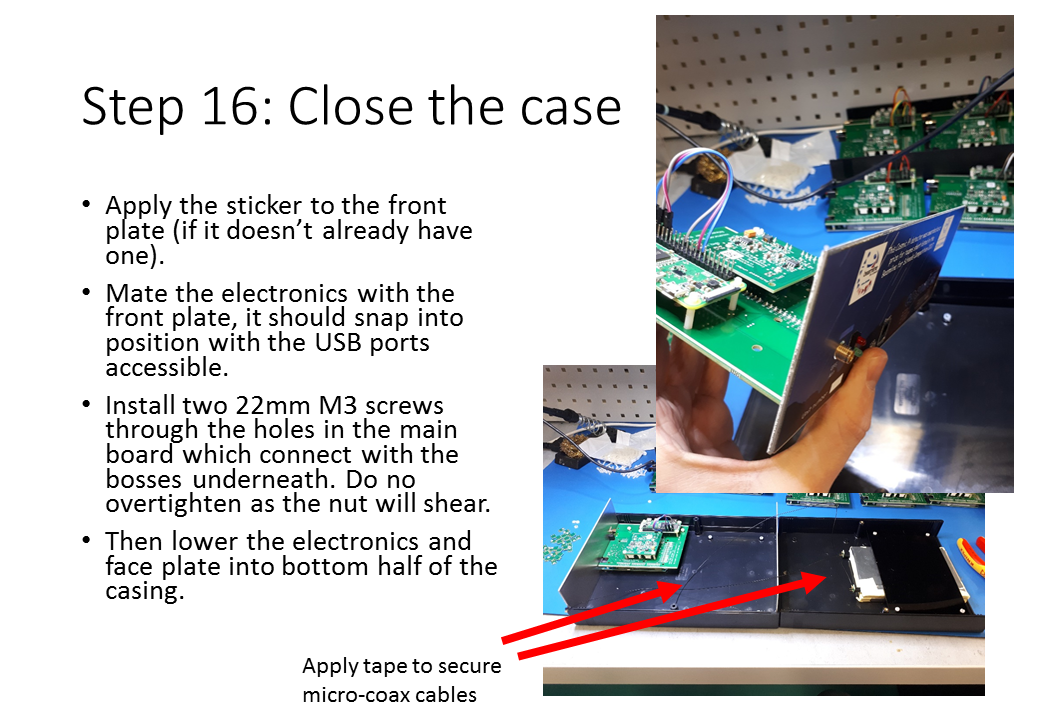 Step 16: Close the case
• Apply the sticker to the front
plate (if it doesn’t already have
one).
• Mate the electronics with the
front plate, it should snap into
position with the USB ports
accessible.
• Install two 22mm M3 screws
through the holes in the main
board which connect with the
bosses underneath. Do no
overtighten as the nut will shear.
• Then lower the electronics and
face plate into bottom half of the
casing.
Apply tape to secure
micro-coax cables